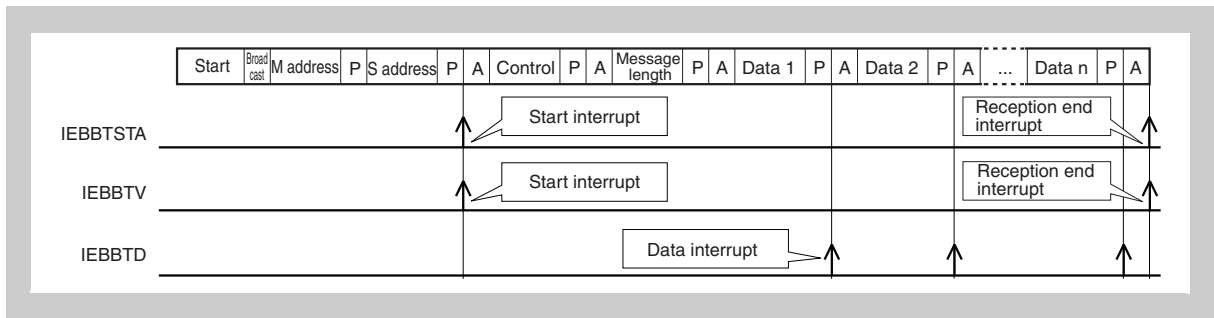 Start Broad cast M address P S address P A Control P A Message length P A Data 1 P A Data 2 P A ... Data n P A
IEBBTSTA
Start interrupt
Reception end
interrupt
IEBBTV
Start interrupt
Reception end
interrupt
IEBBTD
Data interrupt